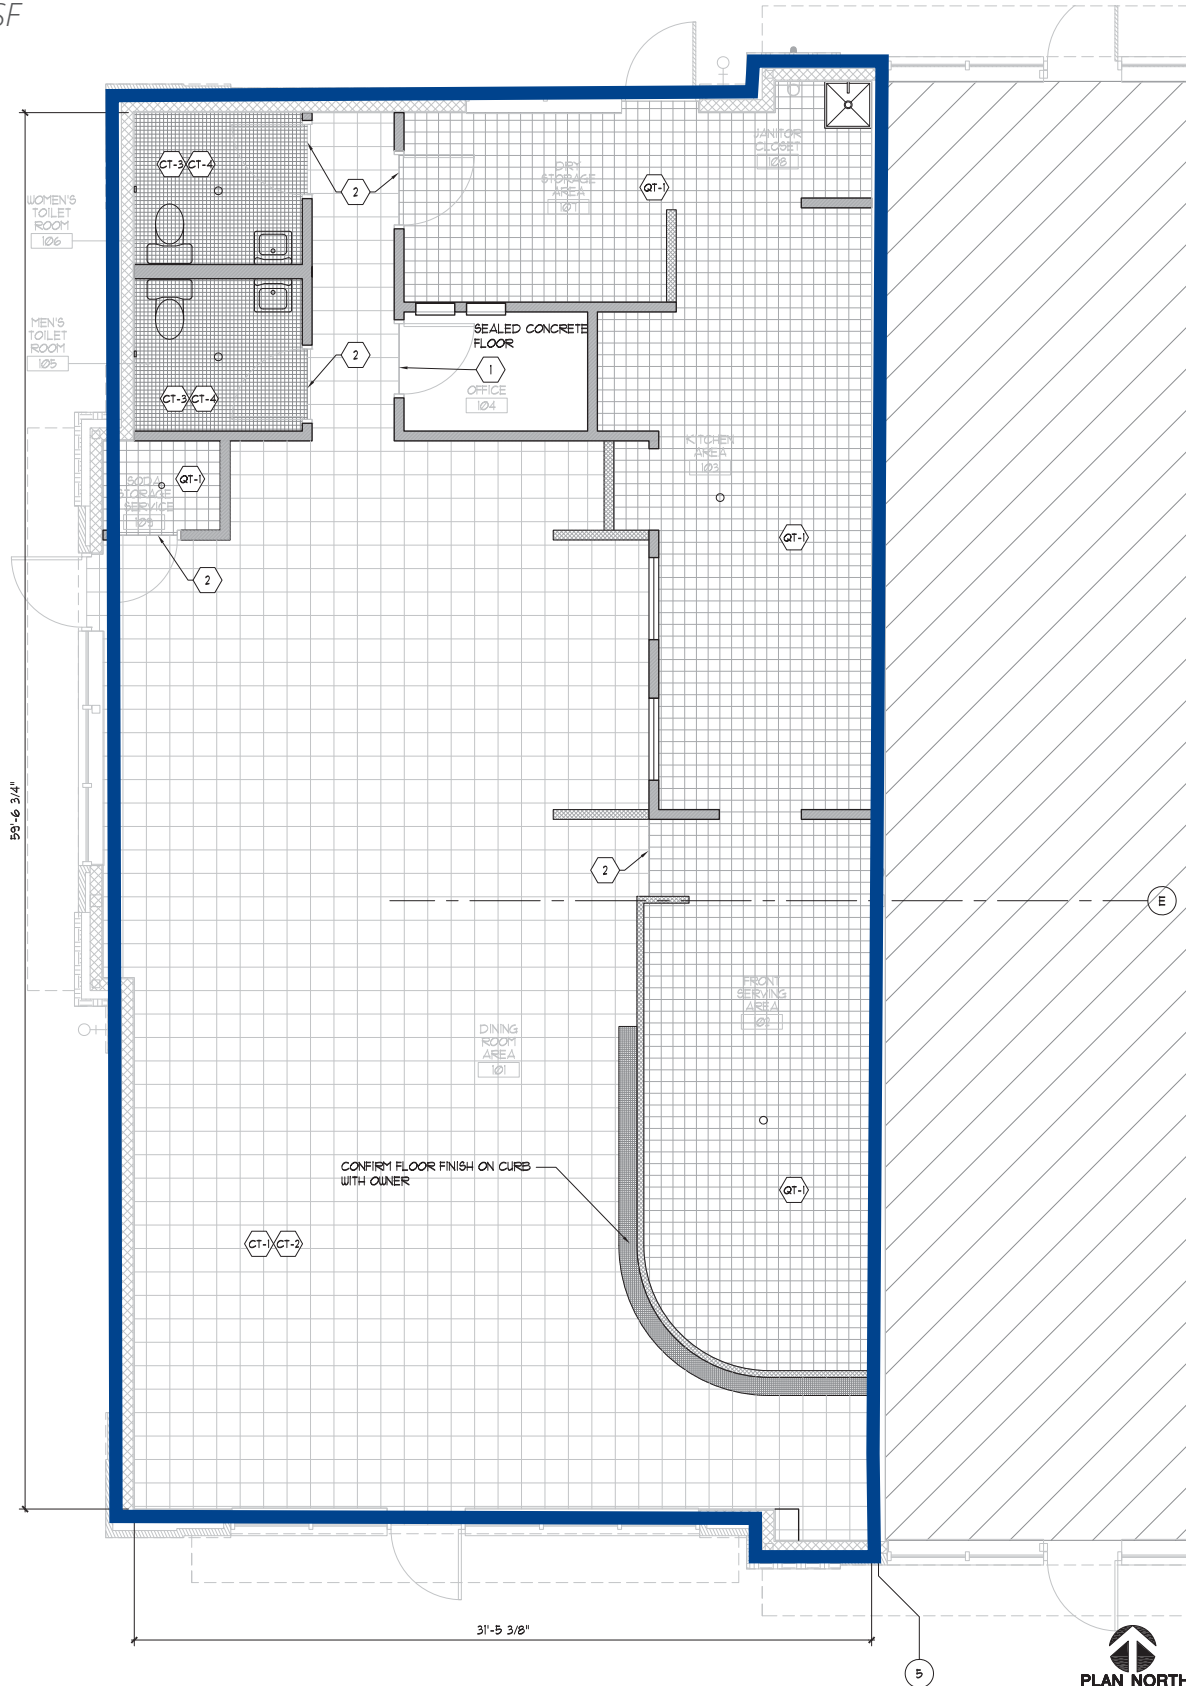 SF
JANITOR
CLOSET
108
CT-3 CT-4
2
DRY
STORAGE
AREA
107
QT-1
WOMEN'S
TOILET
ROOM
106
MEN'S
TOILET
ROOM
105
2
SEALED CONCRETE
FLOOR
1
OFFICE
104
CT-3 CT-4
KITCHEN
AREA
103
SODA
STORAGE
SERVICE
109
QT-1
QT-1
2
59'-6 3/4"
2
E
FRONT
SERVING
AREA
102
DINING
ROOM
AREA
101
CONFIRM FLOOR FINISH ON CURB
WITH OWNER
QT-1
CT-1 CT-2
31'-5 3/8"
5
PLAN NORTH